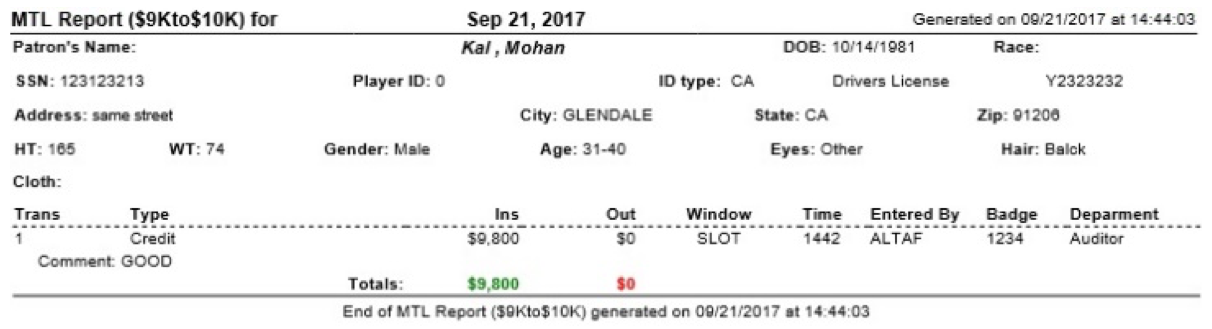 MTL Report ($9Kto$10K) for Sep 21, 2017 Generated on 09/21/2017 at 14:44:03
Patron's Name: Kal , Mohan DOB: 10/14/1981 Race:
SSN: 123123213 Player ID: 0 ID type: CA Drivers License Y2323232
Address: same street City: GLENDALE State: CA Zip: 91206
HT: 165 WT: 74 Gender: Male Age: 31-40 Eyes: Other Hair: Balck
Cloth:
Trans Type Ins Out Window Time Entered By Badge Deparment
1 Credit $9,800 $0 SLOT 1442 ALTAF 1234 Auditor
Comment: GOOD
Totals: $9,800 $0
End of MTL Report ($9Kto$10K) generated on 09/21/2017 at 14:44:03